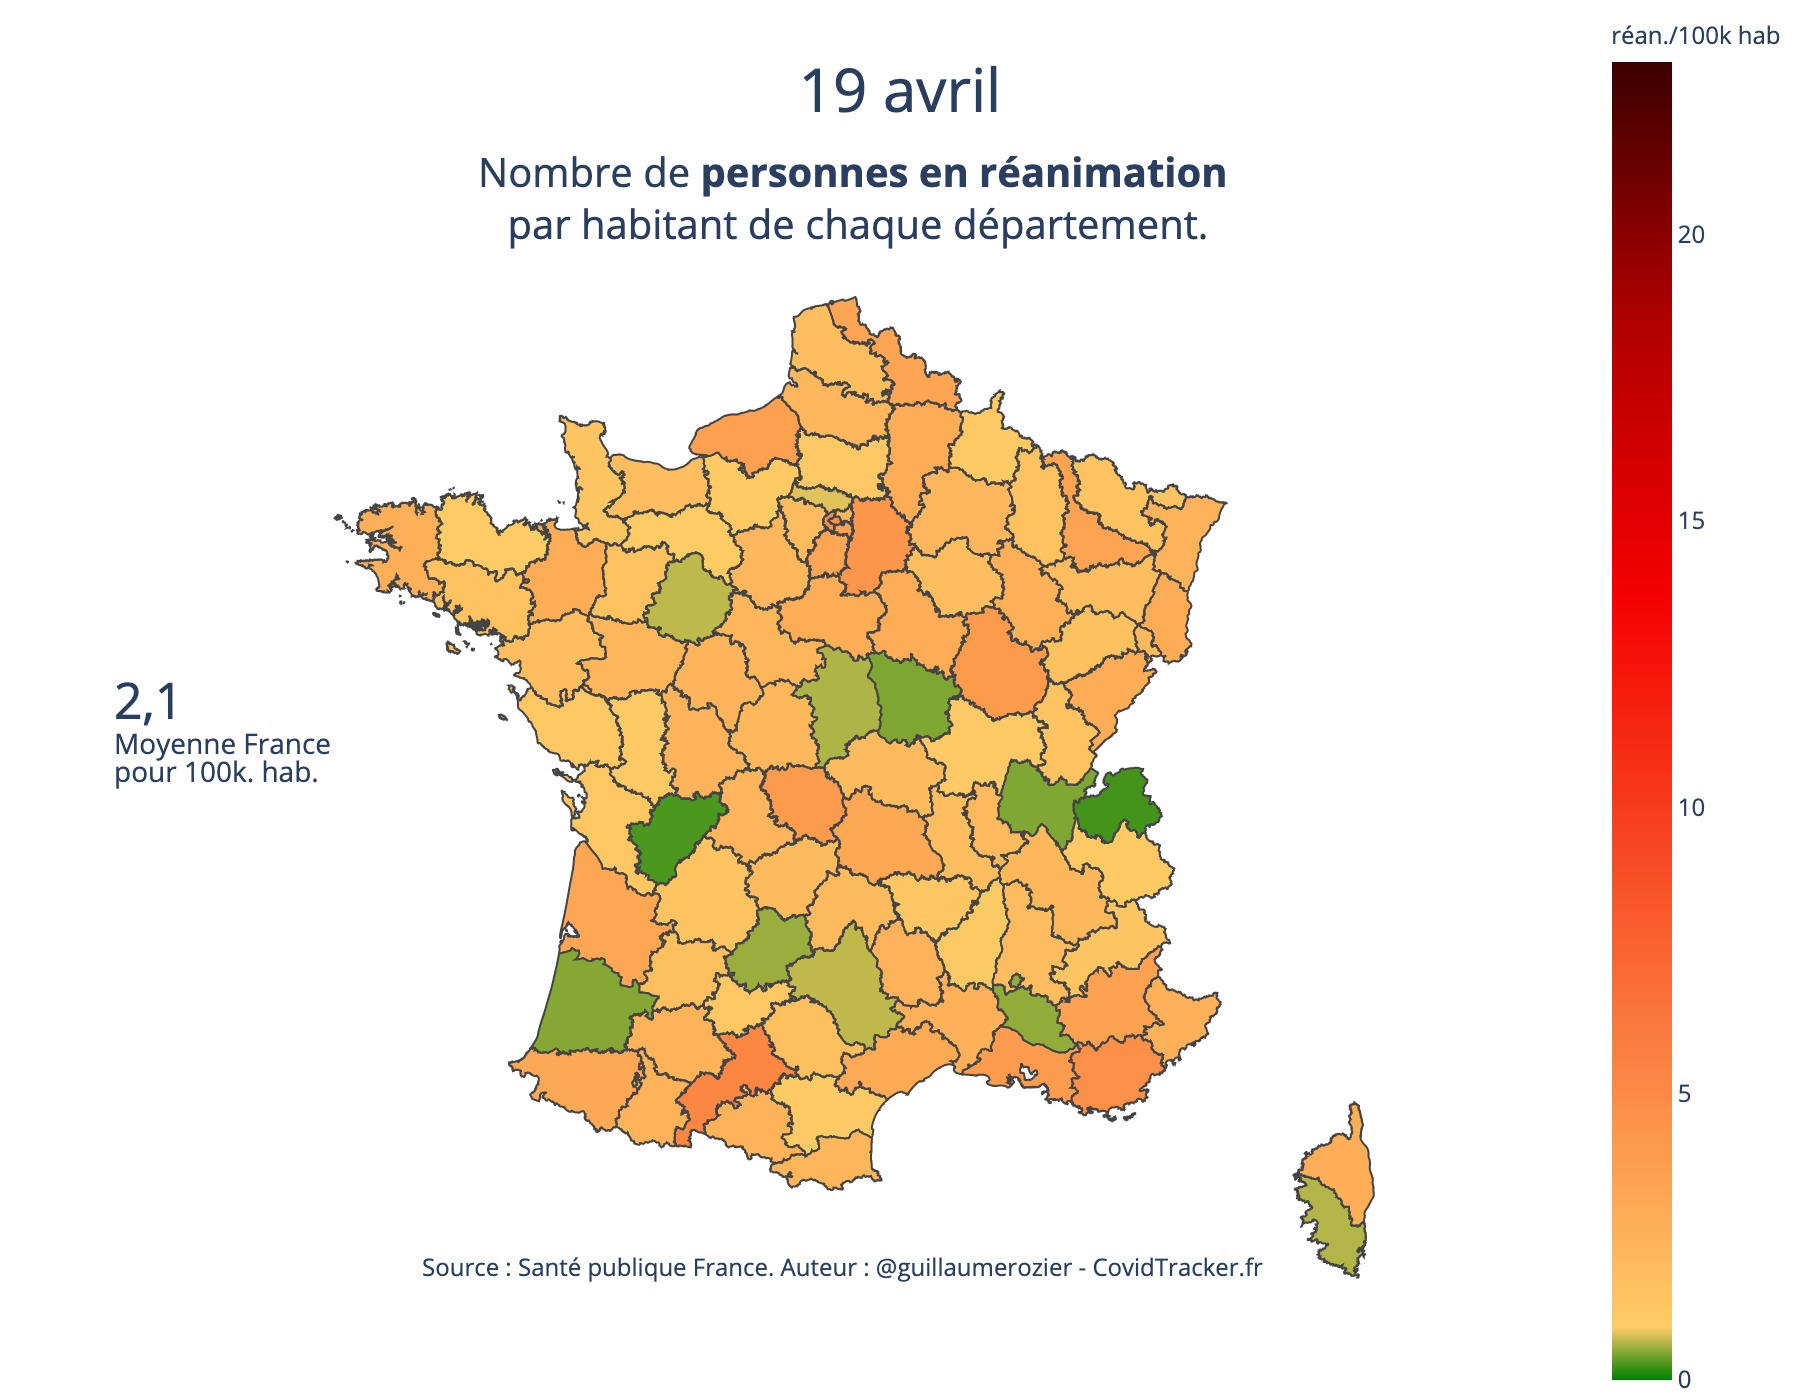 réan./100k hab
19 avril
Nombre de personnes en réanimation
par habitant de chaque département.
20
15
2,1
Moyenne France
pour 100k. hab.
10
5
Source : Santé publique France. Auteur : @guillaumerozier - CovidTracker.fr
0